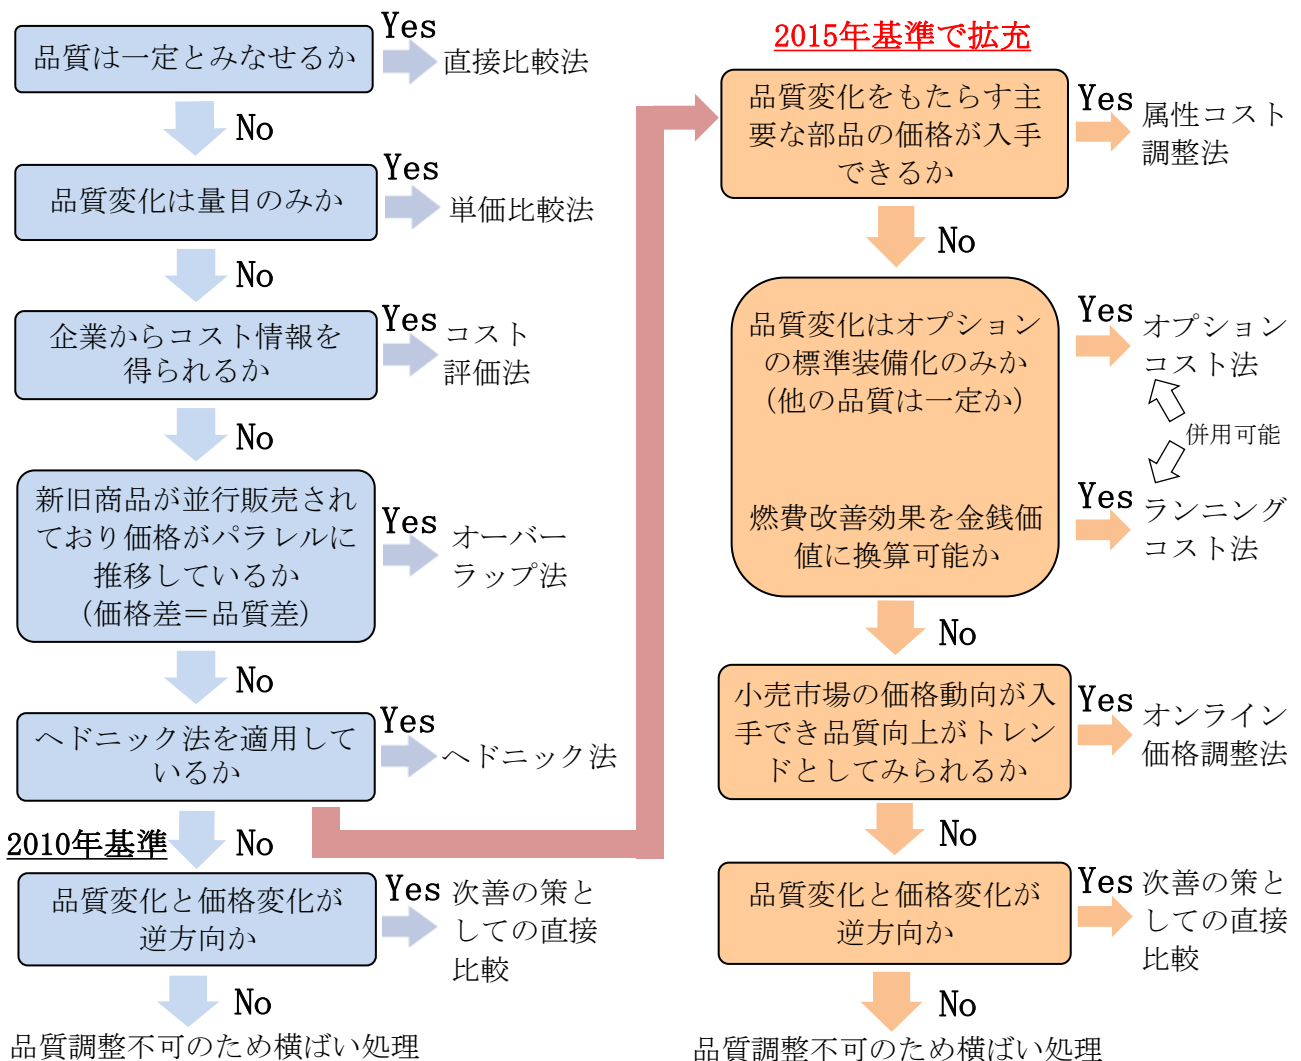 品質は一定とみなせるか
Yes
直接比較法
No
品質変化は量目のみか
Yes
単価比較法
No
企業からコスト情報を
得られるか
Yes
コスト
評価法
No
新旧商品が並行販売され
ており価格がパラレルに
推移しているか
（価格差＝品質差）
Yes
オーバー
ラップ法
No
ヘドニック法を適用して
いるか
Yes
ヘドニック法
2010年基準
No
品質変化と価格変化が
逆方向か
Yes
次善の策と
しての直接
比較
No
品質調整不可のため横ばい処理
2015年基準で拡充
品質変化をもたらす主
要な部品の価格が入手
できるか
Yes
属性コスト
調整法
No
品質変化はオプション
の標準装備化のみか
（他の品質は一定か）
Yes
オプション
コスト法
併用可能
燃費改善効果を金銭価
値に換算可能か
Yes
ランニング
コスト法
No
小売市場の価格動向が入
手でき品質向上がトレン
ドとしてみられるか
Yes
オンライン
価格調整法
No
品質変化と価格変化が
逆方向か
Yes
次善の策と
しての直接
比較
No
品質調整不可のため横ばい処理